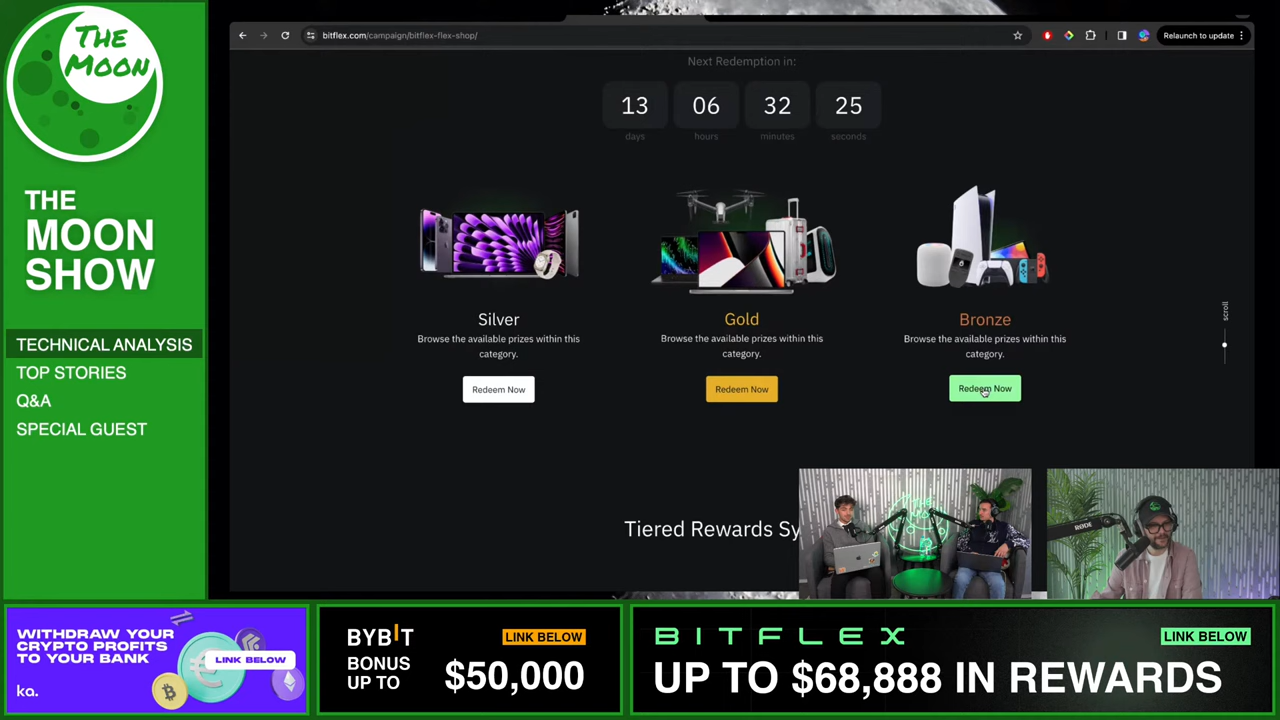 The
Moon
THE
MOON
SHOW
TECHNICAL ANALYSIS
TOP STORIES
Q&A
SPECIAL GUEST
bitflex.com/campaign/bitflex-flex-shop/
Relaunch to update
Next Redemption in:
13 06 32 25
days hours minutes seconds
Silver
Browse the available prizes within this
category.
Redeem Now
Gold
Browse the available prizes within this
category.
Redeem Now
Bronze
Browse the available prizes within this
category.
Redeem Now
scroll
Tiered Rewards Sy
RØDE
WITHDRAW YOUR
CRYPTO PROFITS
TO YOUR BANK
LINK BELOW
ka.
BYBIT
LINK BELOW
BONUS
UP TO
$50,000
BITFLEX
LINK BELOW
UP TO $68,888 IN REWARDS